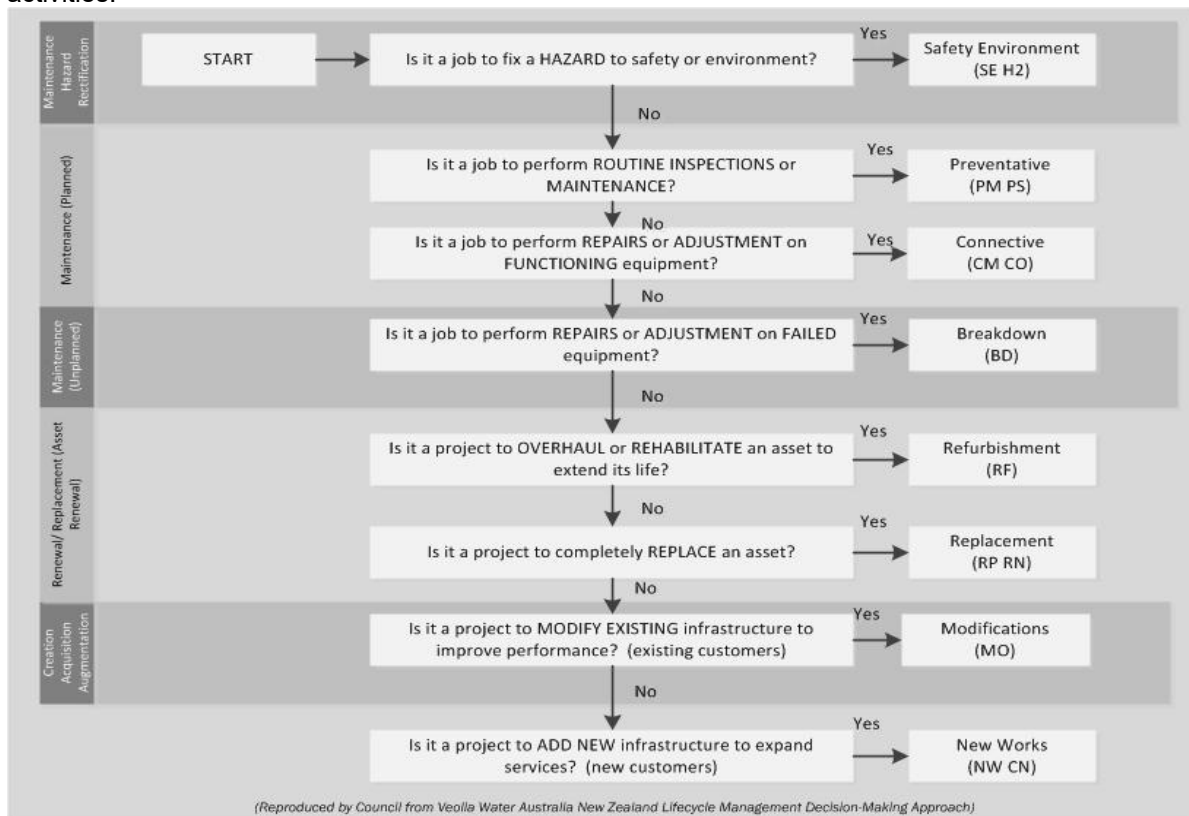 activities.
Maintenance
Hazard
Rectification
START
Is it a job to fix a HAZARD to safety or environment?
Yes
Safety Environment
(SE H2)
No
Maintenance (Planned)
Is it a job to perform ROUTINE INSPECTIONS or
MAINTENANCE?
Yes
Preventative
(PM PS)
No
Is it a job to perform REPAIRS or ADJUSTMENT on
FUNCTIONING equipment?
Yes
Connective
(CM CO)
No
Maintenance
(Unplanned)
Is it a job to perform REPAIRS or ADJUSTMENT on FAILED
equipment?
Yes
Breakdown
(BD)
No
Renewal/ Replacement (Asset
Renewal)
Is it a project to OVERHAUL or REHABILITATE an asset to
extend its life?
Yes
Refurbishment
(RF)
No
Is it a project to completely REPLACE an asset?
Yes
Replacement
(RP RN)
No
Creation
Acquisition
Augmentation
Is it a project to MODIFY EXISTING infrastructure to
improve performance? (existing customers)
Yes
Modifications
(MO)
No
Is it a project to ADD NEW infrastructure to expand
services? (new customers)
Yes
New Works
(NW CN)
(Reproduced by Council from Veolia Water Australia New Zealand Lifecycle Management Decision-Making Approach)